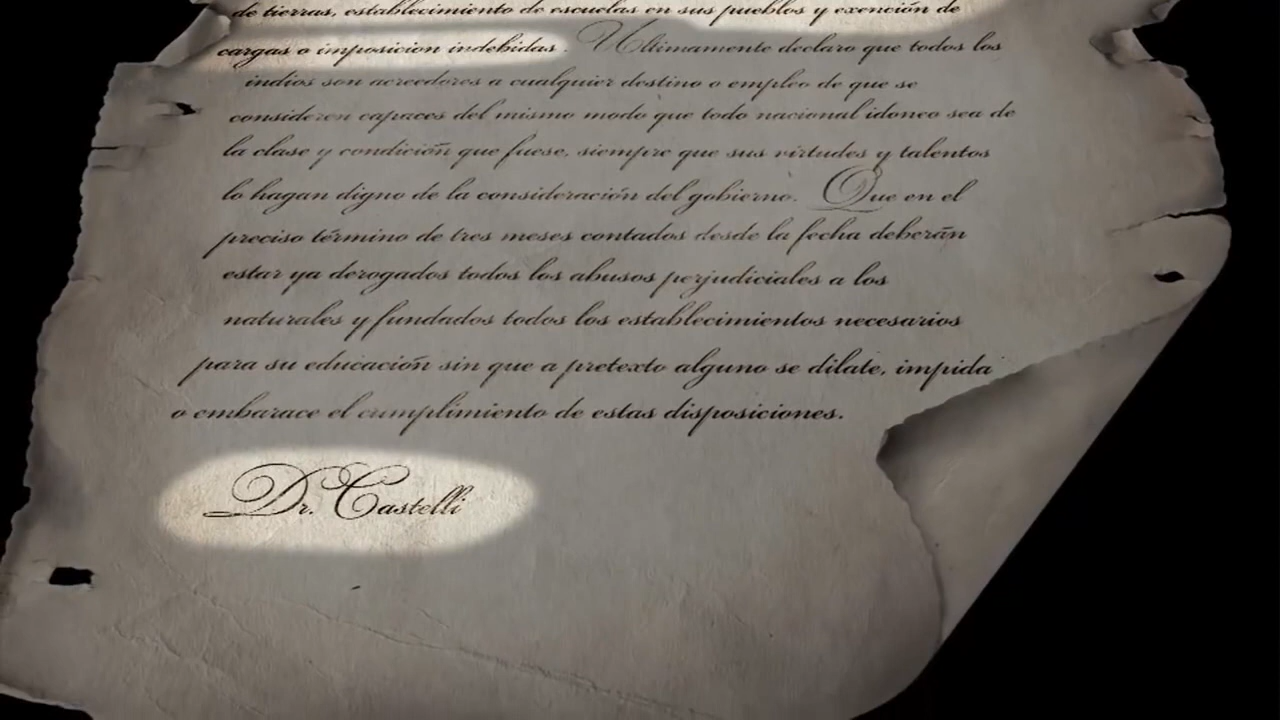 de tierras, establecimiento de escuelas en sus pueblos y exención de
cargas o imposicion indebidas. Ultimamente declaro que todos los
indios son acreedores a cualquier destino o empleo de que se
consideren capaces del mismo modo que todo nacional idoneo sea de
la clase y condición que fuese, siempre que sus virtudes y talentos
lo hagan digno de la consideración del gobierno. Que en el
preciso término de tres meses contados desde la fecha deberán
estar ya derogados todos los abusos perjudiciales a los
naturales y fundados todos los establecimientos necesarios
para su educación sin que a pretexto alguno se dilate, impida
o embarace el cumplimiento de estas disposiciones.
Dr. Castelli